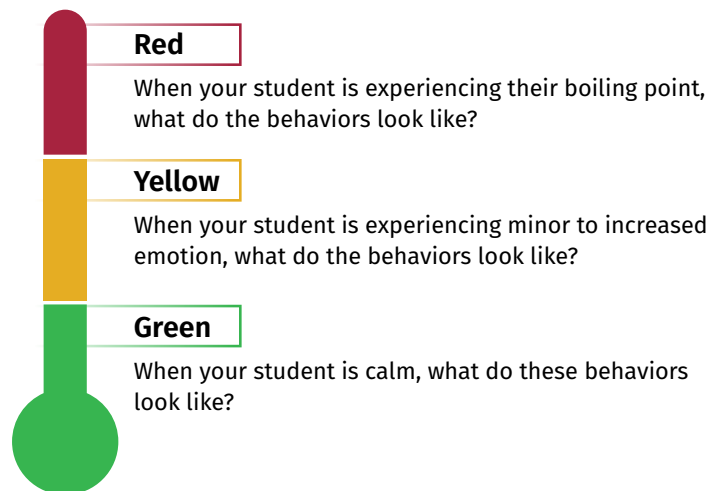 Red
When your student is experiencing their boiling point,
what do the behaviors look like?
Yellow
When your student is experiencing minor to increased
emotion, what do the behaviors look like?
Green
When your student is calm, what do these behaviors
look like?